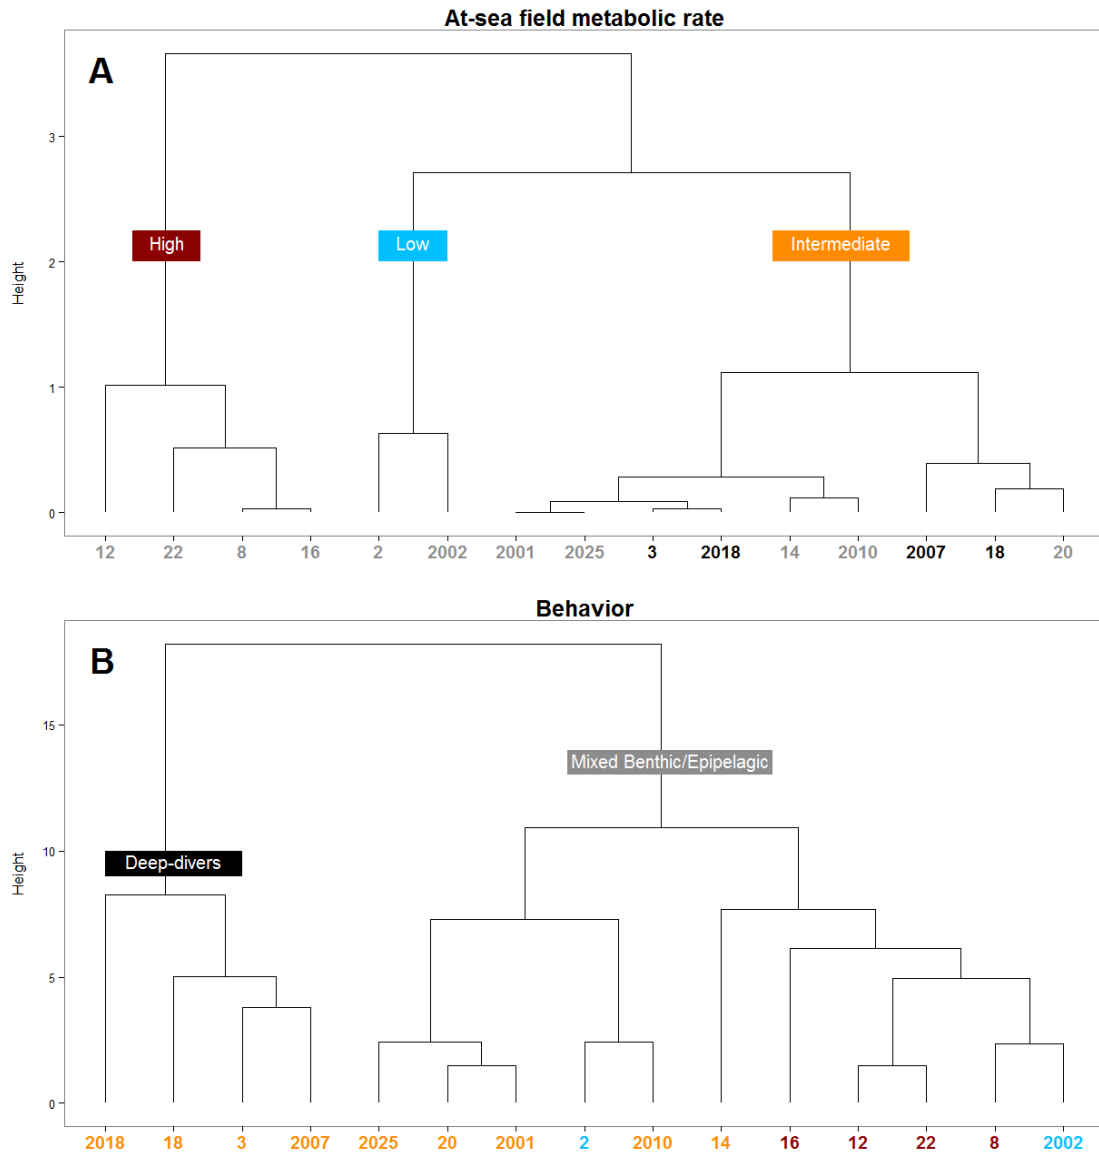 At-sea field metabolic rate
A
3
High
Low
Intermediate
2
Height
1
0
12 22 8 16 2 2002 2001 2025 3 2018 14 2010 2007 18 20
Behavior
B
15
Mixed Benthic/Epipelagic
10
Deep-divers
Height
5
0
2018 18 3 2007 2025 20 2001 2 2010 14 16 12 22 8 2002